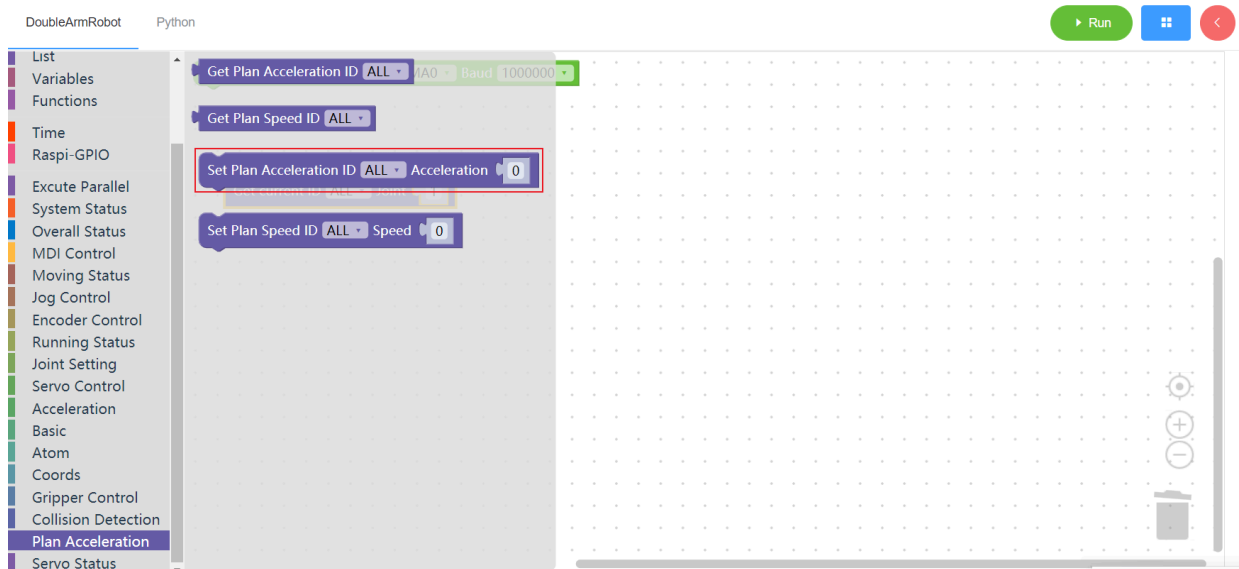 DoubleArmRobot Python Run
List
Variables
Functions
Time
Raspi-GPIO
Excute Parallel
System Status
Overall Status
MDI Control
Moving Status
Jog Control
Encoder Control
Running Status
Joint Setting
Servo Control
Acceleration
Basic
Atom
Coords
Gripper Control
Collision Detection
Plan Acceleration
Servo Status
Get Plan Acceleration ID ALL MA0 Baud 1000000
Get Plan Speed ID ALL
Set Plan Acceleration ID ALL Acceleration 0
Set Plan Speed ID ALL Speed 0